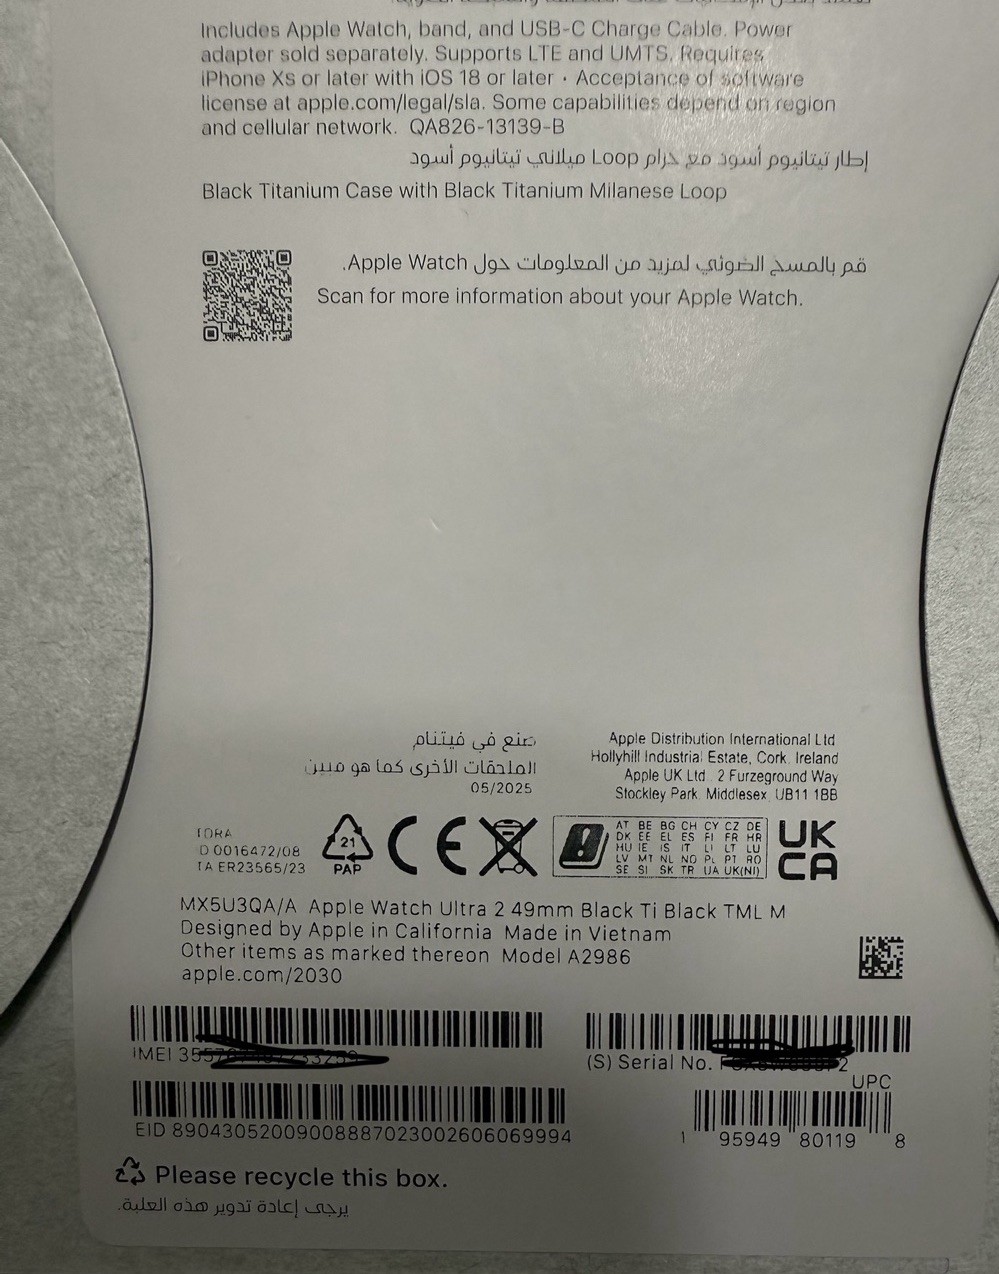 Includes Apple Watch, band, and USB-C Charge Cable. Power
adapter sold separately. Supports LTE and UMTS. Requires
iPhone Xs or later with iOS 18 or later • Acceptance of software
license at apple.com/legal/sla. Some capabilities depend on region
and cellular network. QA826-13139-B
إطار تيتانيوم أسود مع حزام Loop ميلاني تيتانيوم أسود
Black Titanium Case with Black Titanium Milanese Loop
قم بالمسح الضوئي لمزيد من المعلومات حول Apple Watch.
Scan for more information about your Apple Watch.
صنع في فيتنام
الملحقات الأخرى كما هو مبين
05/2025
Apple Distribution International Ltd
Hollyhill Industrial Estate, Cork, Ireland
Apple UK Ltd. 2 Furzeground Way
Stockley Park, Middlesex, UB11 1BB
TDRA
D 0016472/08
TA ER23565/23
21
PAP
CE
AT BE BG CH CY CZ DE
DK EE EL ES FI FR HR
HU IE IS IT LI LT LU
LV MT NL NO PL PT RO
SE SI SK TR UA UK(NI)
UK
CA
MX5U3QA/A Apple Watch Ultra 2 49mm Black Ti Black TML M
Designed by Apple in California Made in Vietnam
Other items as marked thereon Model A2986
apple.com/2030
IMEI
(S) Serial No.
EID 89043052009008887023002606069994
UPC
1 95949 80119 8
Please recycle this box.
يرجى إعادة تدوير هذه العلبة.